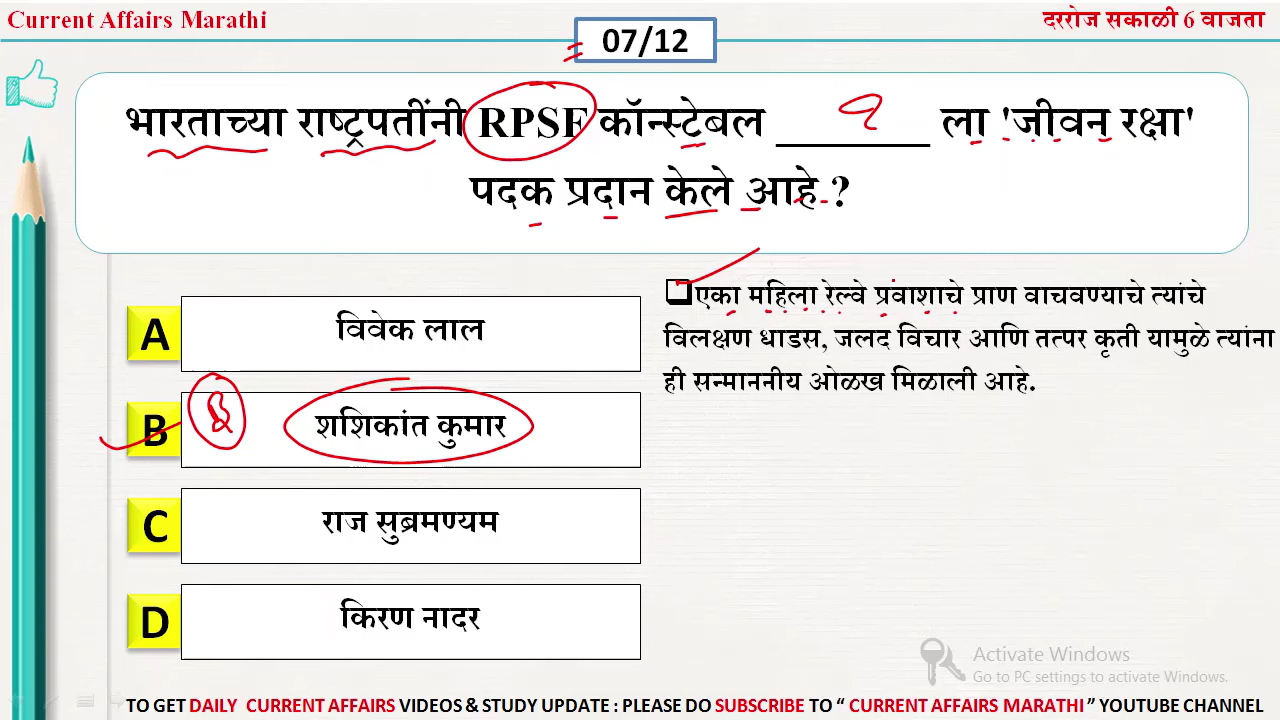 Current Affairs Marathi
दररोज सकाळी 6 वाजता
07/12
भारताच्या राष्ट्रपतींनी RPSF कॉन्स्टेबल __________ ला 'जीवन रक्षा'
पदक प्रदान केले आहे ?
A विवेक लाल
B शशिकांत कुमार
C राज सुब्रमण्यम
D किरण नादर
एका महिला रेल्वे प्रवाशाचे प्राण वाचवण्याचे त्यांचे
विलक्षण धाडस, जलद विचार आणि तत्पर कृती यामुळे त्यांना
ही सन्माननीय ओळख मिळाली आहे.
Activate Windows
Go to PC settings to activate Windows.
TO GET DAILY CURRENT AFFAIRS VIDEOS & STUDY UPDATE : PLEASE DO SUBSCRIBE TO “ CURRENT AFFAIRS MARATHI ” YOUTUBE CHANNEL